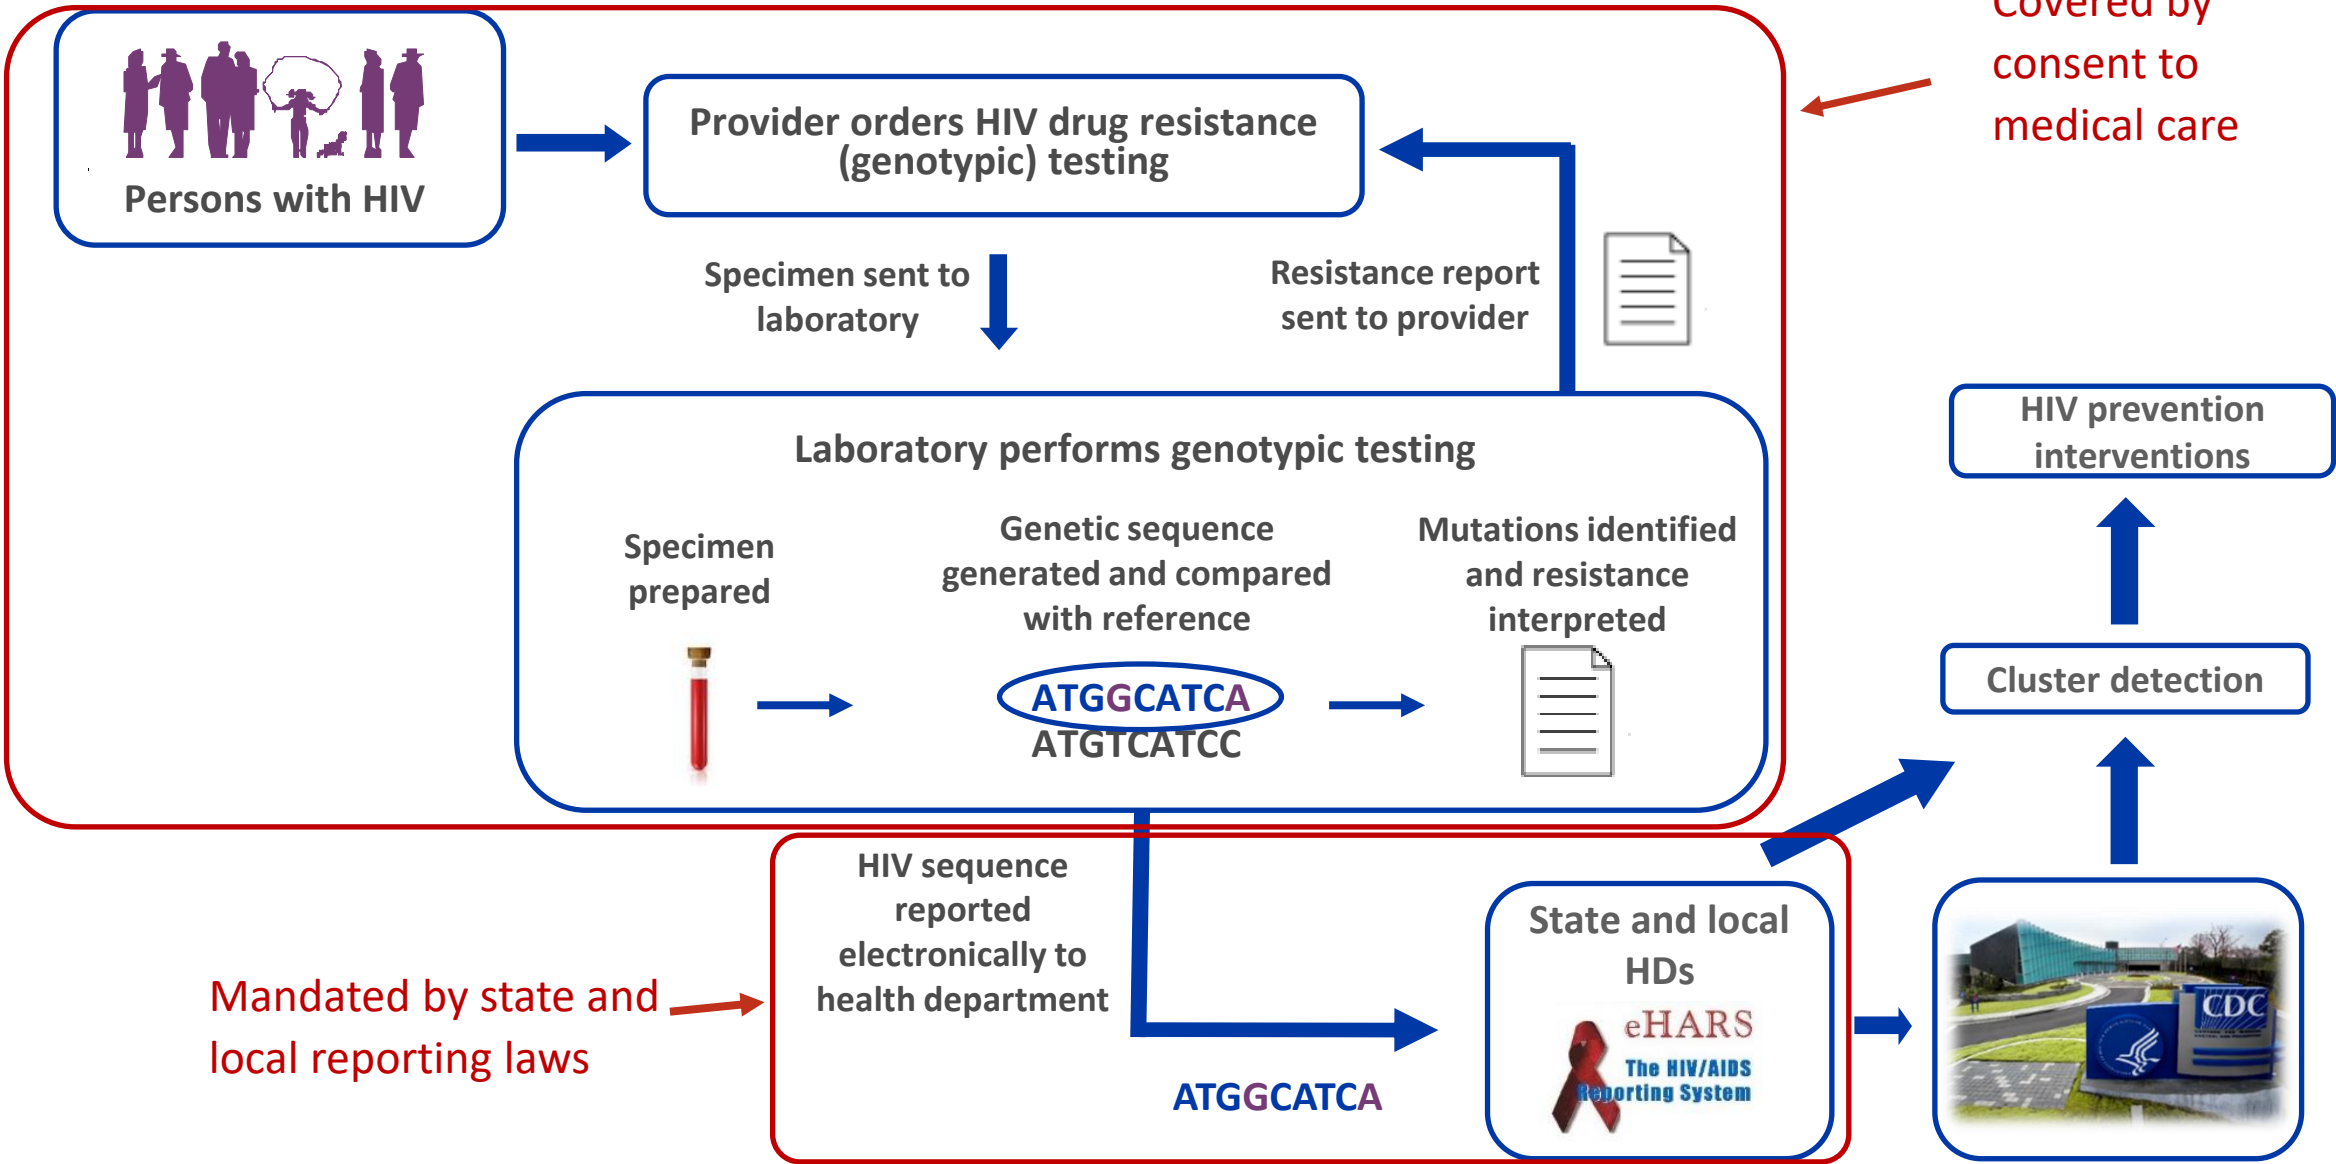 Covered by
consent to
medical care
Persons with HIV
Provider orders HIV drug resistance
(genotypic) testing
Specimen sent to
laboratory
Resistance report
sent to provider
Laboratory performs genotypic testing
Specimen
prepared
Genetic sequence
generated and compared
with reference
ATGGCATCA
ATGTCATCC
Mutations identified
and resistance
interpreted
HIV prevention
interventions
Cluster detection
HIV sequence
reported
electronically to
health department
ATGGCATCA
Mandated by state and
local reporting laws
State and local
HDs
eHARS
The HIV/AIDS
Reporting System
CDC